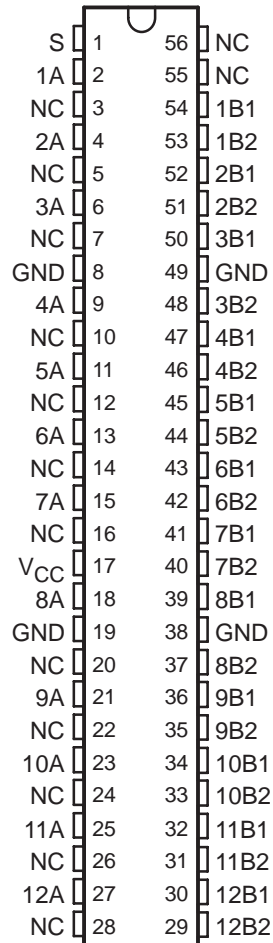 S 1 56 NC
1A 2 55 NC
NC 3 54 1B1
2A 4 53 1B2
NC 5 52 2B1
3A 6 51 2B2
NC 7 50 3B1
GND 8 49 GND
4A 9 48 3B2
NC 10 47 4B1
5A 11 46 4B2
NC 12 45 5B1
6A 13 44 5B2
NC 14 43 6B1
7A 15 42 6B2
NC 16 41 7B1
VCC 17 40 7B2
8A 18 39 8B1
GND 19 38 GND
NC 20 37 8B2
9A 21 36 9B1
NC 22 35 9B2
10A 23 34 10B1
NC 24 33 10B2
11A 25 32 11B1
NC 26 31 11B2
12A 27 30 12B1
NC 28 29 12B2